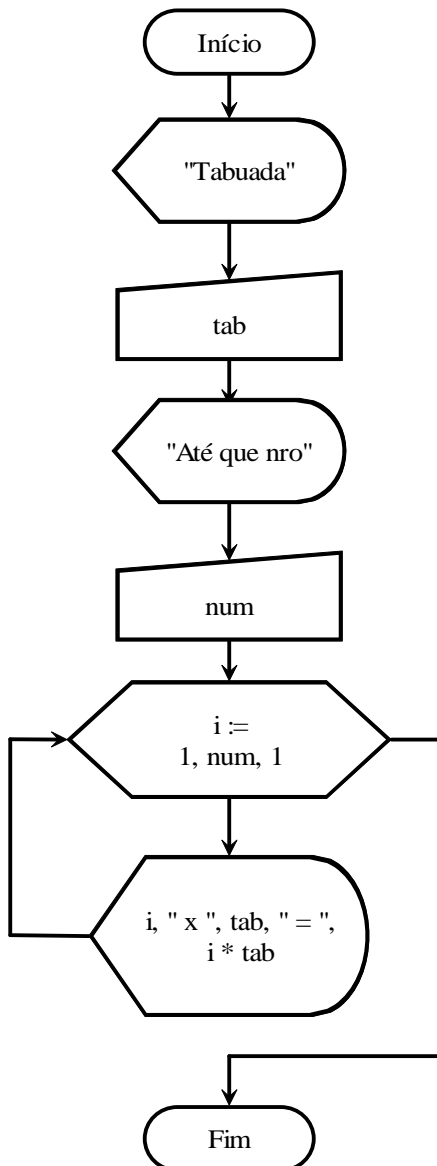 Início
"Tabuada"
tab
"Até que nro"
num
i :=
1, num, 1
i, " x ", tab, " = ",
i * tab
Fim